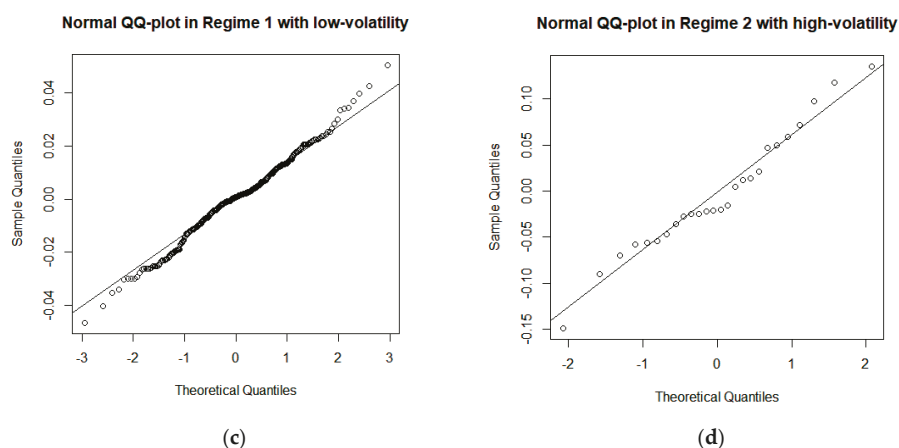 Normal QQ-plot in Regime 1 with low-volatility
Sample Quantiles
0.04
0.02
0.00
-0.02
-0.04
-3 -2 -1 0 1 2 3
Theoretical Quantiles
(c)
Normal QQ-plot in Regime 2 with high-volatility
Sample Quantiles
0.10
0.05
0.00
-0.05
-0.10
-0.15
-2 -1 0 1 2
Theoretical Quantiles
(d)